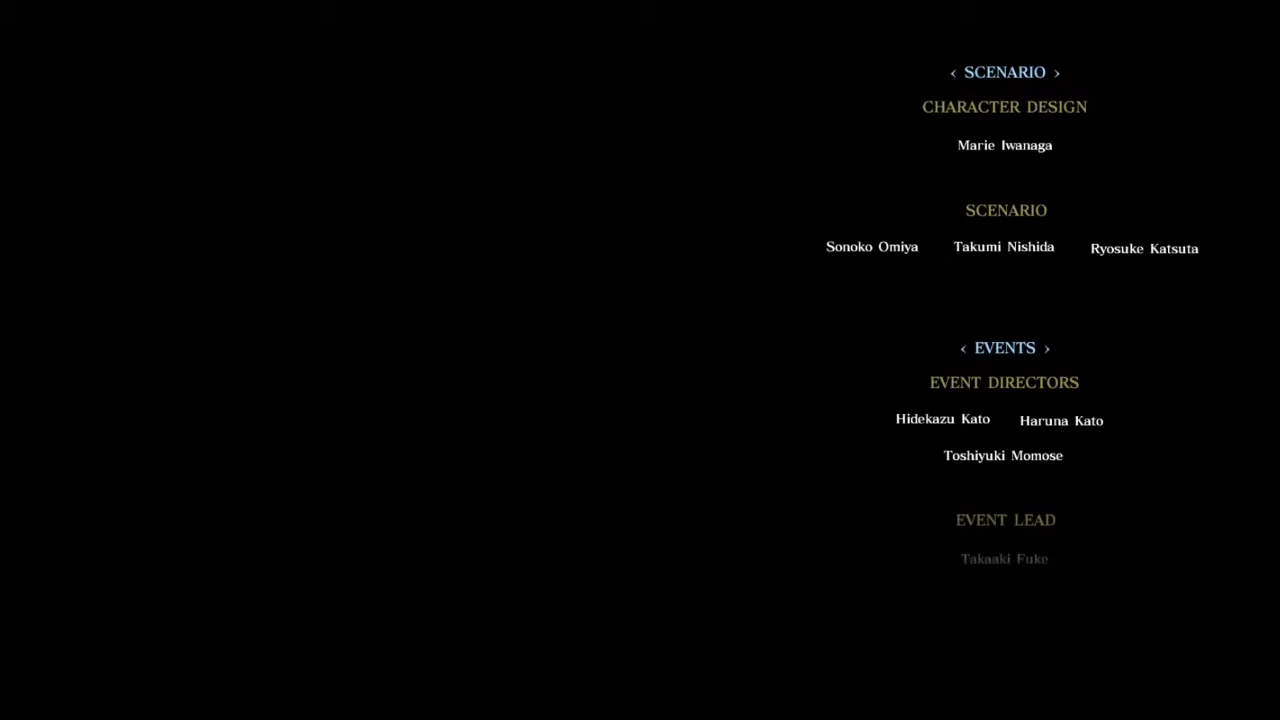 ‹ SCENARIO ›
CHARACTER DESIGN
Marie Iwanaga
SCENARIO
Sonoko Omiya Takumi Nishida Ryosuke Katsuta
‹ EVENTS ›
EVENT DIRECTORS
Hidekazu Kato Haruna Kato
Toshiyuki Momose
EVENT LEAD
Takaaki Fuke